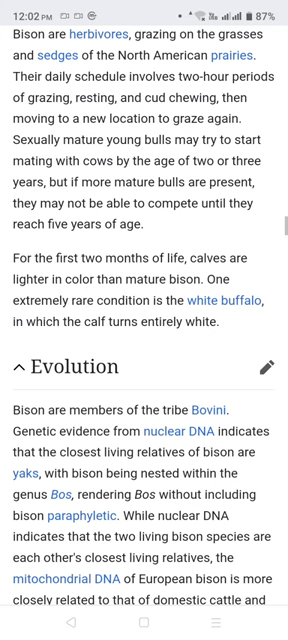 12:02 PM
87%
Bison are herbivores, grazing on the grasses
and sedges of the North American prairies.
Their daily schedule involves two-hour periods
of grazing, resting, and cud chewing, then
moving to a new location to graze again.
Sexually mature young bulls may try to start
mating with cows by the age of two or three
years, but if more mature bulls are present,
they may not be able to compete until they
reach five years of age.
For the first two months of life, calves are
lighter in color than mature bison. One
extremely rare condition is the white buffalo,
in which the calf turns entirely white.
Evolution
Bison are members of the tribe Bovini.
Genetic evidence from nuclear DNA indicates
that the closest living relatives of bison are
yaks, with bison being nested within the
genus Bos, rendering Bos without including
bison paraphyletic. While nuclear DNA
indicates that the two living bison species are
each other's closest living relatives, the
mitochondrial DNA of European bison is more
closely related to that of domestic cattle and